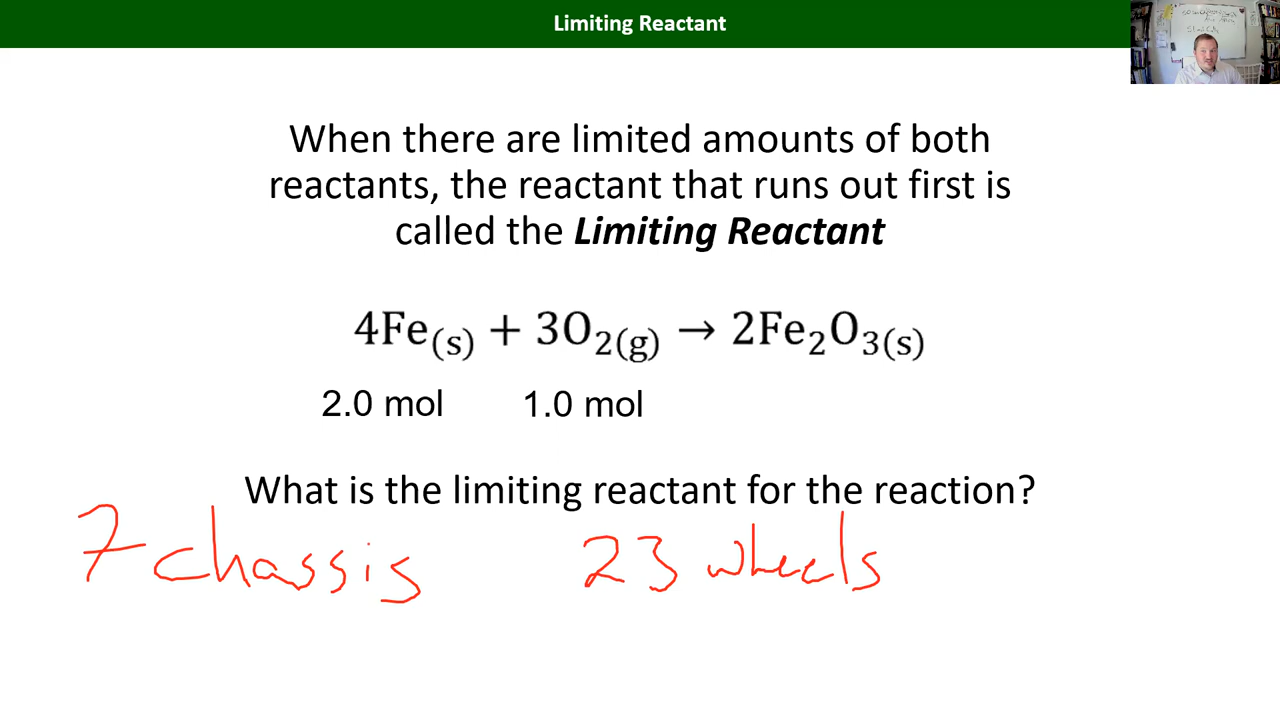 Limiting Reactant
When there are limited amounts of both
reactants, the reactant that runs out first is
called the Limiting Reactant
4Fe(s) + 3O2(g) → 2Fe2O3(s)
2.0 mol 1.0 mol
What is the limiting reactant for the reaction?
7 chassis 23 wheels